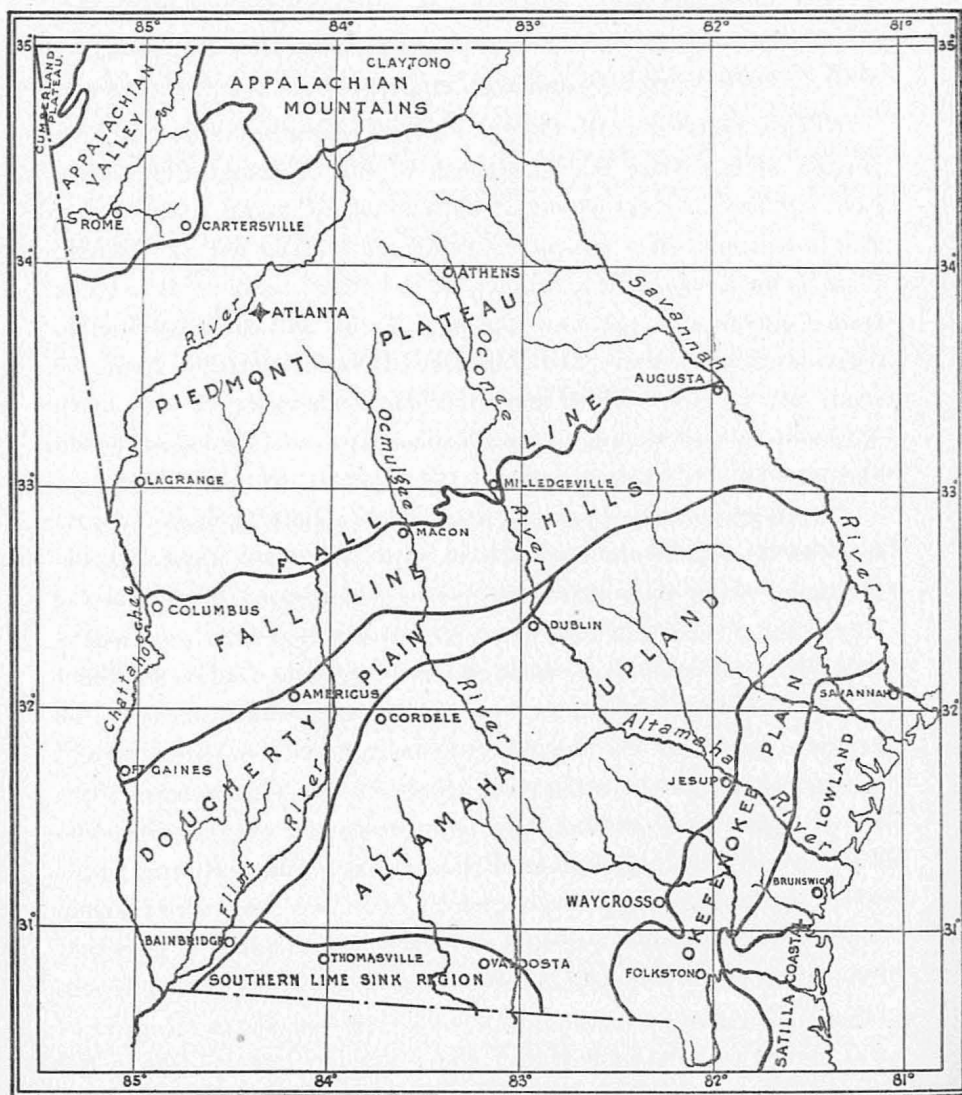 85° 84° 83° 82° 81°
35° 35°
CUMBERLAND
PLATEAU.
APPALACHIAN
VALLEY
APPALACHIAN
MOUNTAINS
CLAYTON
ROME
CARTERSVILLE
34° 34°
ATHENS
River
ATLANTA
Savannah
PIEDMONT PLATEAU
Oconee
AUGUSTA
Ocmulgee
FALL LINE
MILLEDGEVILLE
LAGRANGE
33° 33°
MACON
River
River
FALL LINE HILLS
COLUMBUS
DUBLIN
Chattahoochee
AMERICUS
SAVANNAH
32° 32°
CORDELE
River
Altamaha
River
FT GAINES
JESUP
DOUGHERTY PLAIN
Flint River
ALTAMAHA UPLAND
OKEFENOKEE PLAIN
BRUNSWICK
WAYCROSS
31° 31°
BAINBRIDGE
THOMASVILLE
VALDOSTA
FOLKSTON
SOUTHERN LIME SINK REGION
SATILLA COASTAL LOWLAND
85° 84° 83° 82° 81°